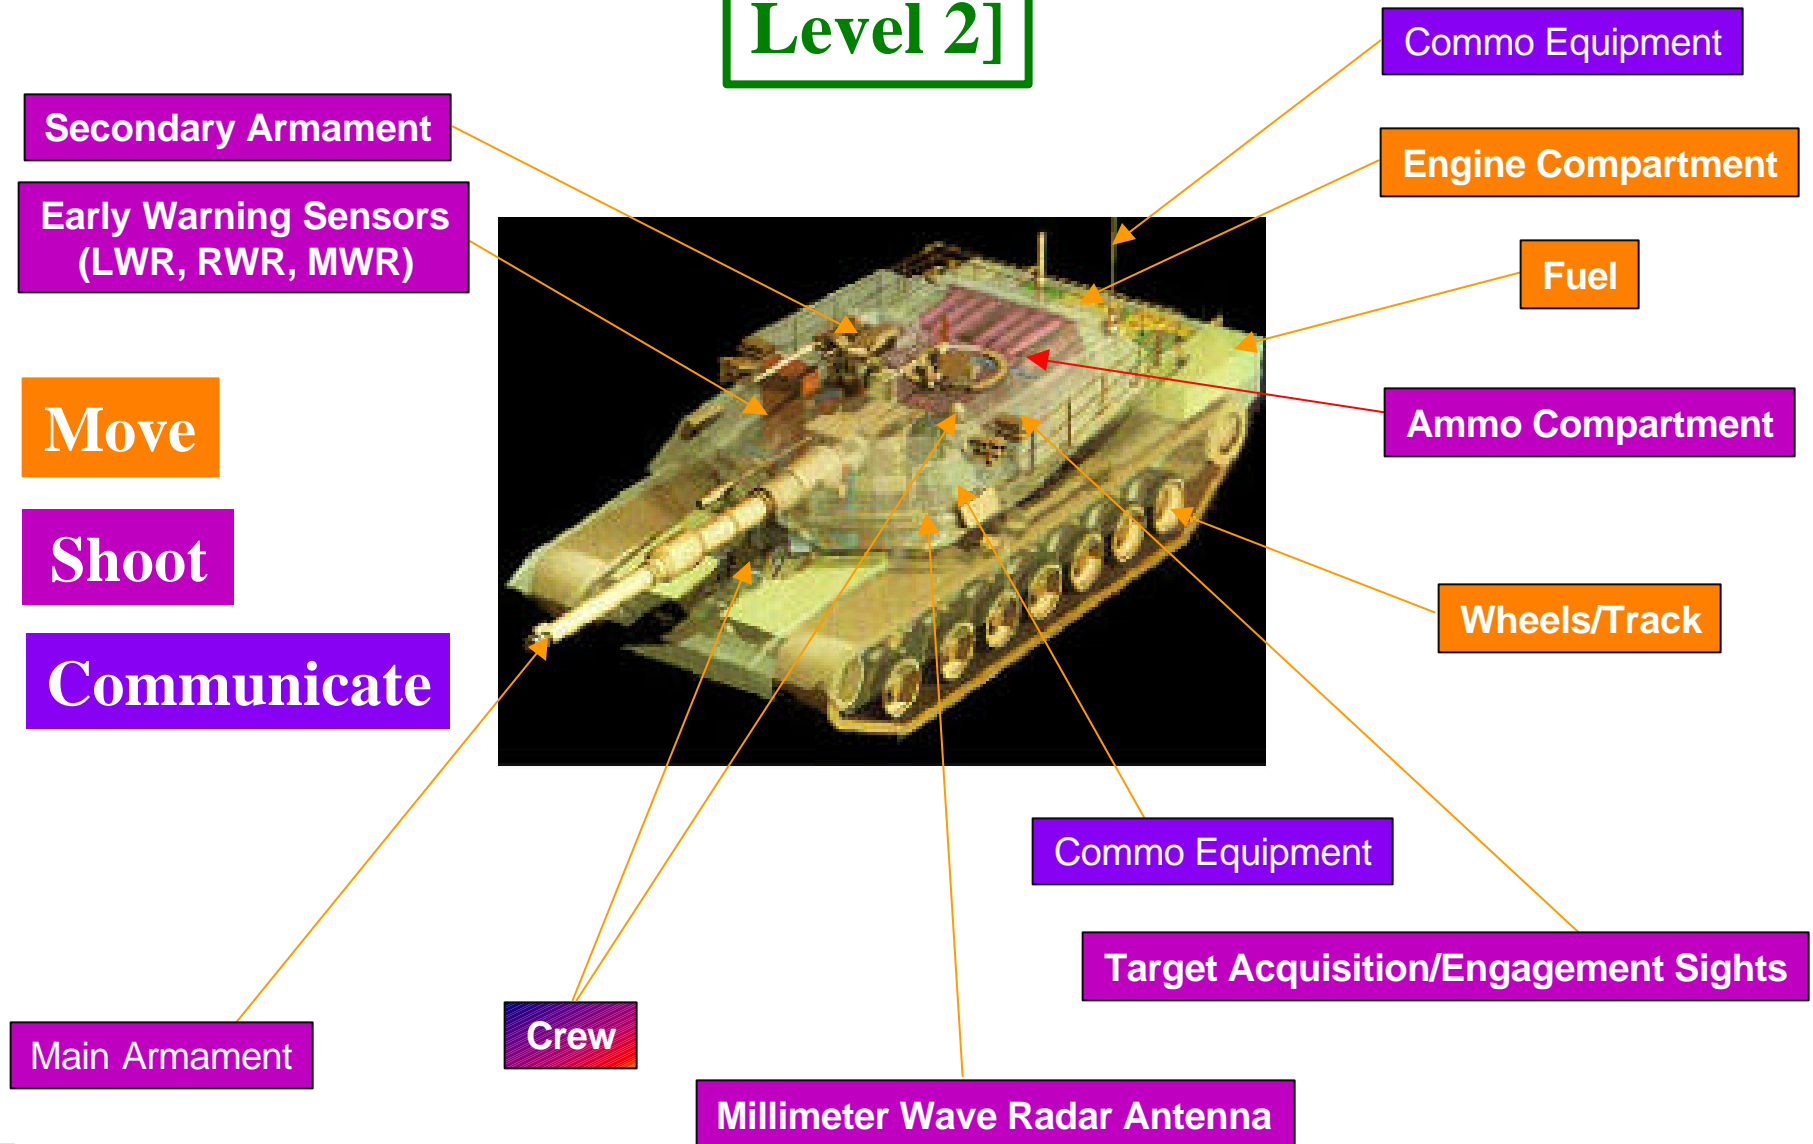 Level 2]
Commo Equipment
Secondary Armament
Engine Compartment
Early Warning Sensors
(LWR, RWR, MWR)
Fuel
Move
Ammo Compartment
Shoot
Wheels/Track
Communicate
Commo Equipment
Target Acquisition/Engagement Sights
Crew
Main Armament
Millimeter Wave Radar Antenna